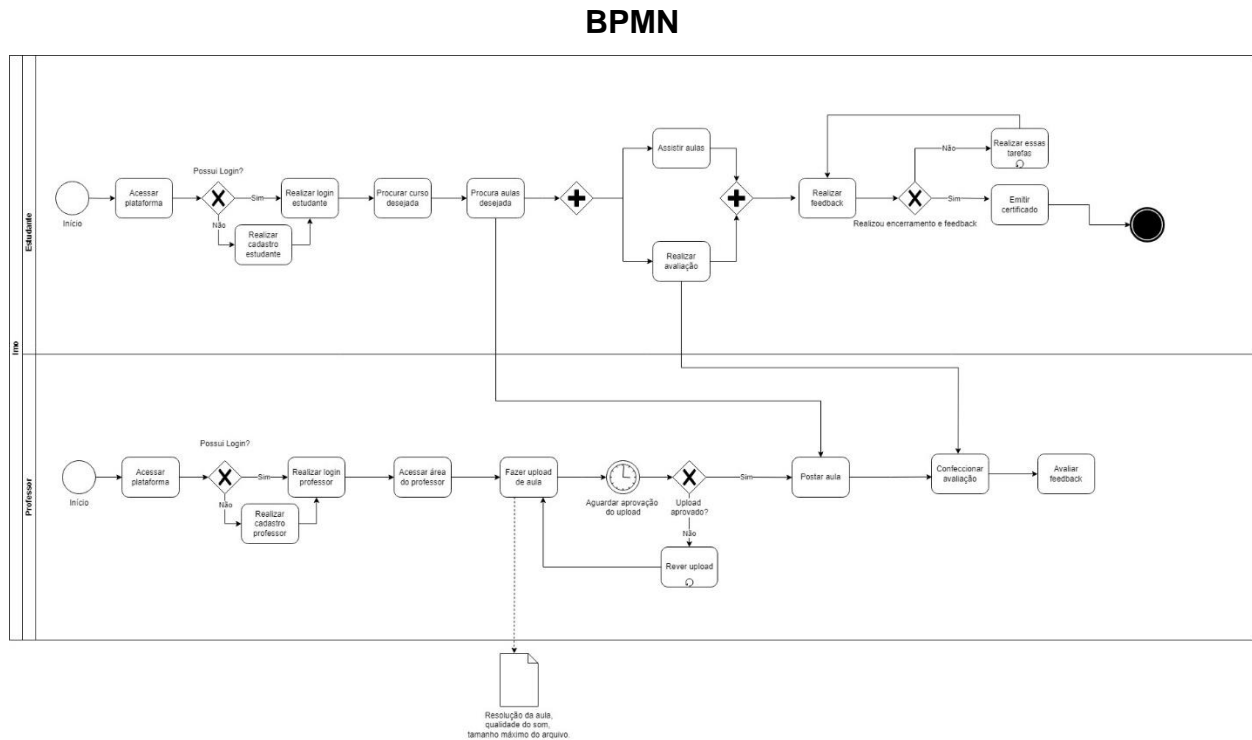 BPMN
Imo
Estudante
Início
Acessar
plataforma
Possui Login?
Sim
Não
Realizar login
estudante
Realizar
cadastro
estudante
Procurar curso
desejada
Procura aulas
desejada
Assistir aulas
Realizar
avaliação
Realizar
feedback
Realizou encerramento e feedback
Não
Sim
Realizar essas
tarefas
Emitir
certificado
Professor
Início
Acessar
plataforma
Possui Login?
Sim
Não
Realizar login
professor
Realizar
cadastro
professor
Acessar área
do professor
Fazer upload
de aula
Aguardar aprovação
do upload
Upload
aprovado?
Sim
Não
Rever upload
Postar aula
Confeccionar
avaliação
Avaliar
feedback
Resolução da aula,
qualidade do som,
tamanho máximo do arquivo.